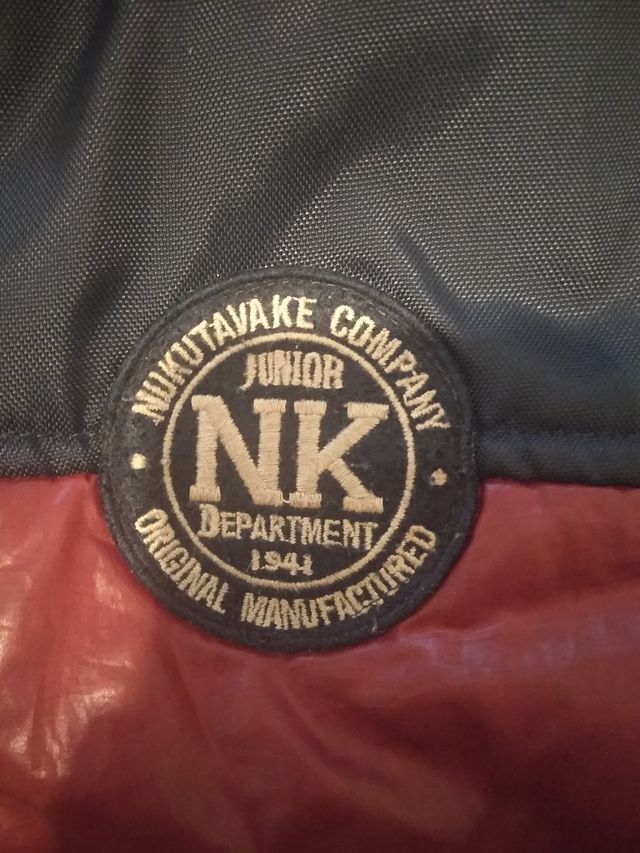 NUKUTAVAKE COMPANY
JUNIOR
NK
DEPARTMENT
1941
ORIGINAL MANUFACTURED